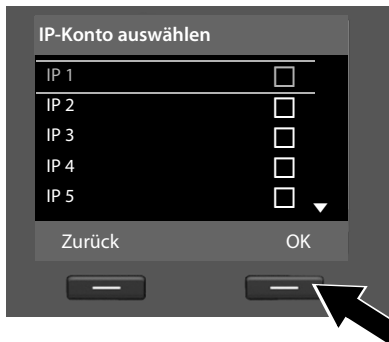 IP-Konto auswählen
IP 1
IP 2
IP 3
IP 4
IP 5
Zurück OK